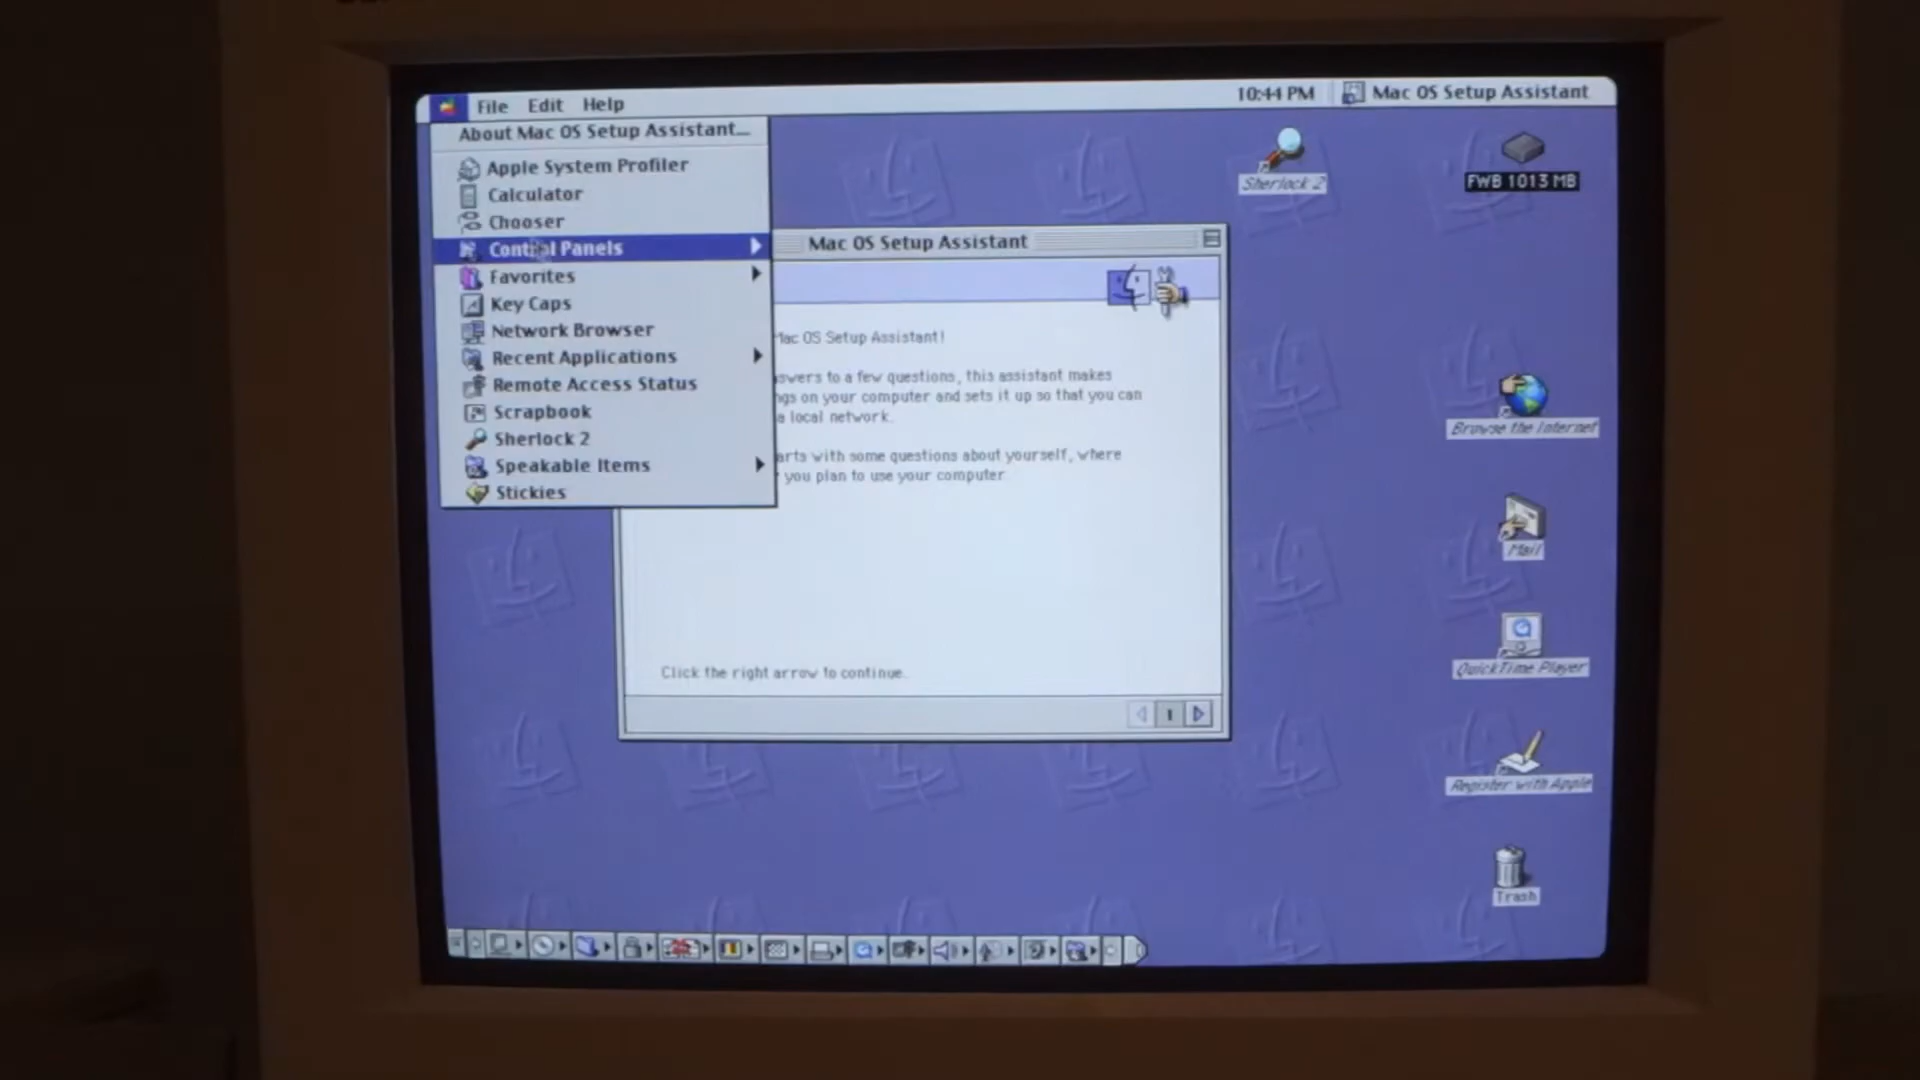 File Edit Help 10:44 PM Mac OS Setup Assistant
About Mac OS Setup Assistant...
Apple System Profiler
Calculator
Chooser
Control Panels
Favorites
Key Caps
Network Browser
Recent Applications
Remote Access Status
Scrapbook
Sherlock 2
Speakable Items
Stickies
Mac OS Setup Assistant
Mac OS Setup Assistant!
to a few questions, this assistant makes
on your computer and sets it up so that you can
a local network.
with some questions about yourself, where
you plan to use your computer
Click the right arrow to continue.
1
Sherlock 2
FWB 1013 MB
Browse the Internet
Mail
QuickTime Player
Register with Apple
Trash